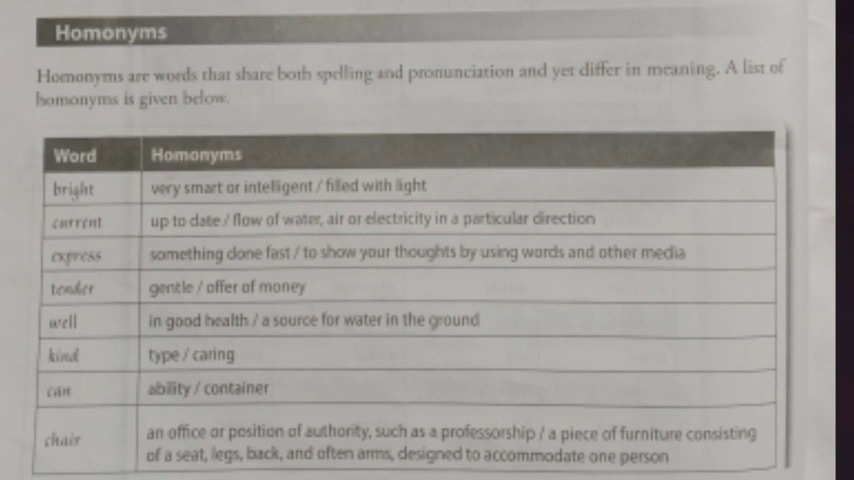 Homonyms
Homonyms are words that share both spelling and pronunciation and yet differ in meaning. A list of
homonyms is given below.
Word Homonyms
bright very smart or intelligent / filled with light
current up to date / flow of water, air or electricity in a particular direction
express something done fast / to show your thoughts by using words and other media
tender gentle / offer of money
well in good health / a source for water in the ground
kind type / caring
can ability / container
chair an office or position of authority, such as a professorship / a piece of furniture consisting
of a seat, legs, back, and often arms, designed to accommodate one person